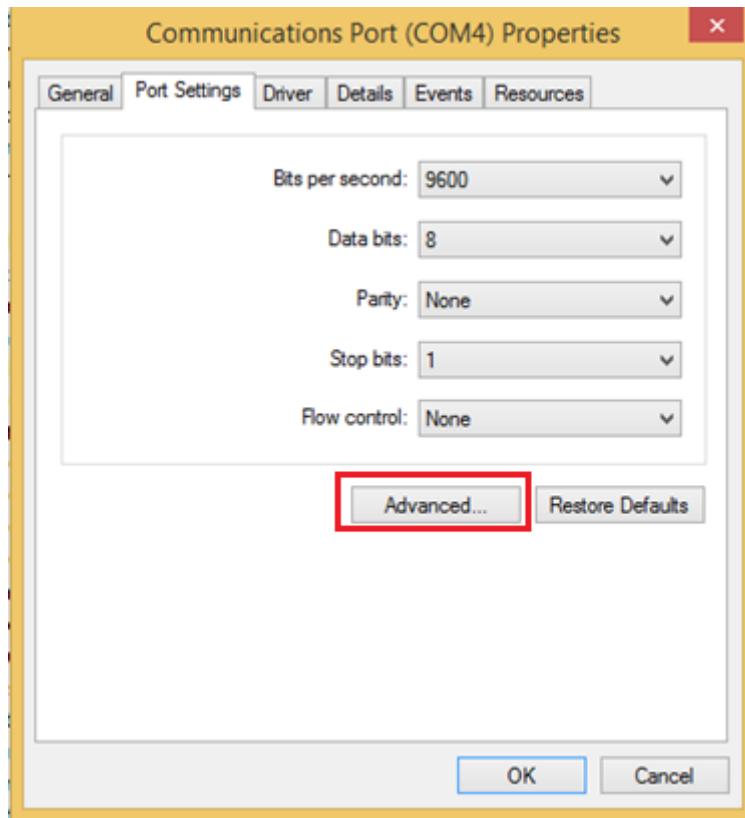 Communications Port (COM4) Properties
General Port Settings Driver Details Events Resources
Bits per second: 9600
Data bits: 8
Parity: None
Stop bits: 1
Flow control: None
Advanced... Restore Defaults
OK Cancel